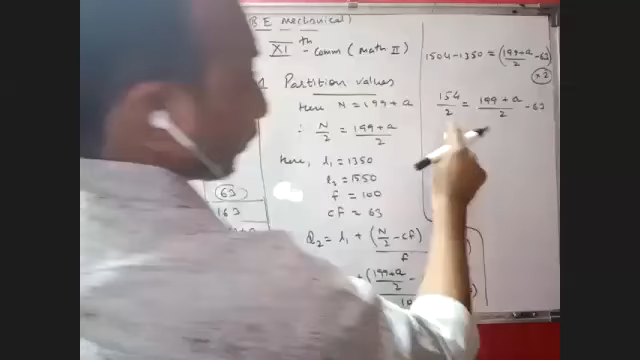 B E Mechanical)
XI th - comm (math II)
Partition values
Here N = 199 + a
∴ N/2 = (199+a)/2
Here, l₁ = 1350
l₂ = 1550
f = 100
cf = 63
Q₂ = l₁ + (N/2 - cf) / f
(199+a)/2 -
63
163
1504 - 1350 = ((199+a)/2 - 63)
154/2 = (199 + a)/2 - 63